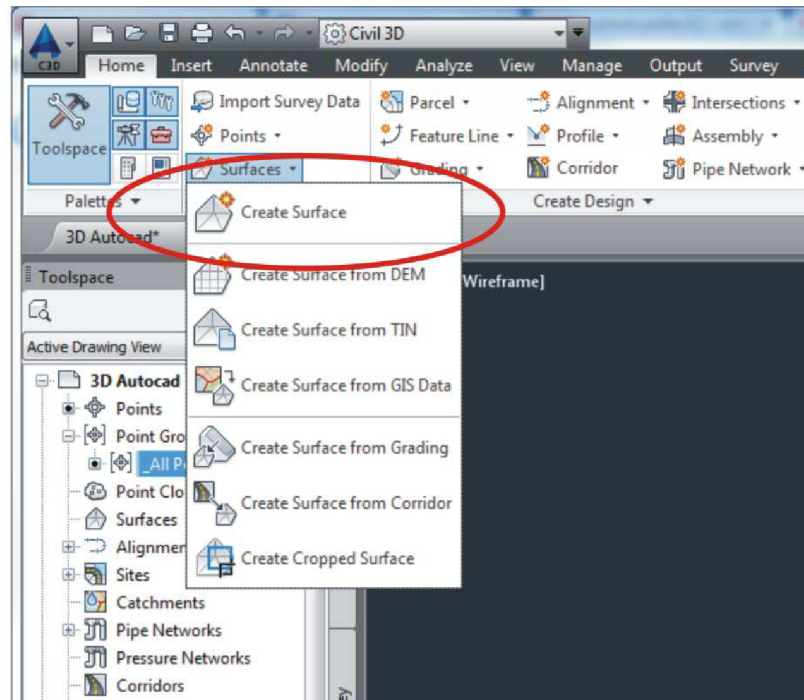 Civil 3D
C3D
Home Insert Annotate Modify Analyze View Manage Output Survey
Toolspace
Import Survey Data
Points
Surfaces
Parcel
Feature Line
Grading
Alignment
Profile
Corridor
Intersections
Assembly
Pipe Network
Palettes
Create Design
3D Autocad*
Create Surface
Create Surface from DEM
Create Surface from TIN
Create Surface from GIS Data
Create Surface from Grading
Create Surface from Corridor
Create Cropped Surface
Wireframe]
Toolspace
Active Drawing View
3D Autocad
Points
Point Gro
_All P
Point Clo
Surfaces
Alignmen
Sites
Catchments
Pipe Networks
Pressure Networks
Corridors